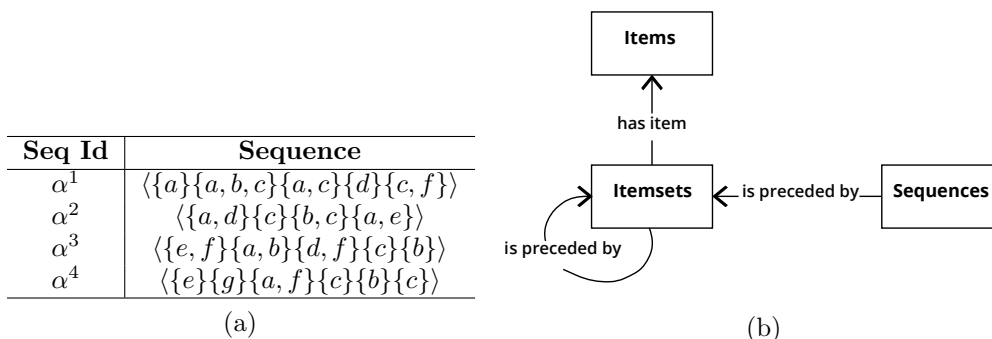 Seq Id Sequence
α¹ ⟨{a}{a, b, c}{a, c}{d}{c, f}⟩
α² ⟨{a, d}{c}{b, c}{a, e}⟩
α³ ⟨{e, f}{a, b}{d, f}{c}{b}⟩
α⁴ ⟨{e}{g}{a, f}{c}{b}{c}⟩
(a)
Items
has item
Itemsets
is preceded by
Sequences
is preceded by
(b)